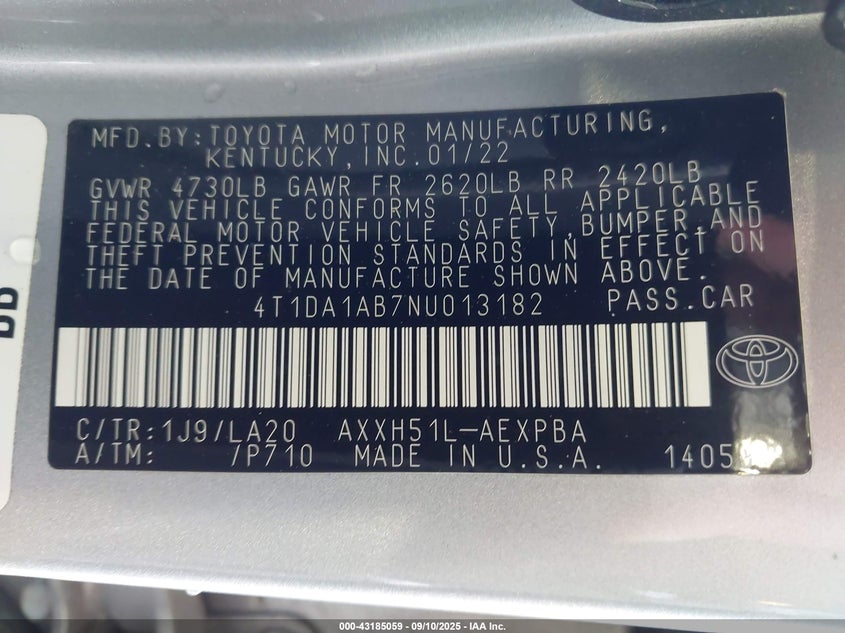 MFD.BY:TOYOTA MOTOR MANUFACTURING,
KENTUCKY,INC.01/22
GVWR 4730LB GAWR FR 2620LB RR 2420LB
THIS VEHICLE CONFORMS TO ALL APPLICABLE
FEDERAL MOTOR VEHICLE SAFETY,BUMPER,AND
THEFT PREVENTION STANDARDS IN EFFECT ON
THE DATE OF MANUFACTURE SHOWN ABOVE.
4T1DA1AB7NU013182 PASS.CAR
C/TR:1J9/LA20 AXXH51L-AEXPBA
A/TM: /P710 MADE IN U.S.A.
000-43185059 - 09/10/2025 - IAA Inc.